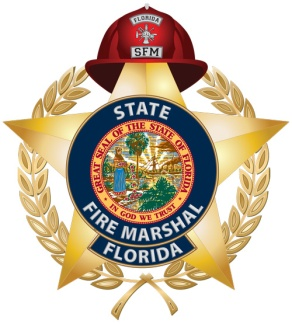 FLORIDA
SFM
STATE
GREAT SEAL OF THE STATE OF FLORIDA
IN GOD WE TRUST
FIRE MARSHAL
FLORIDA